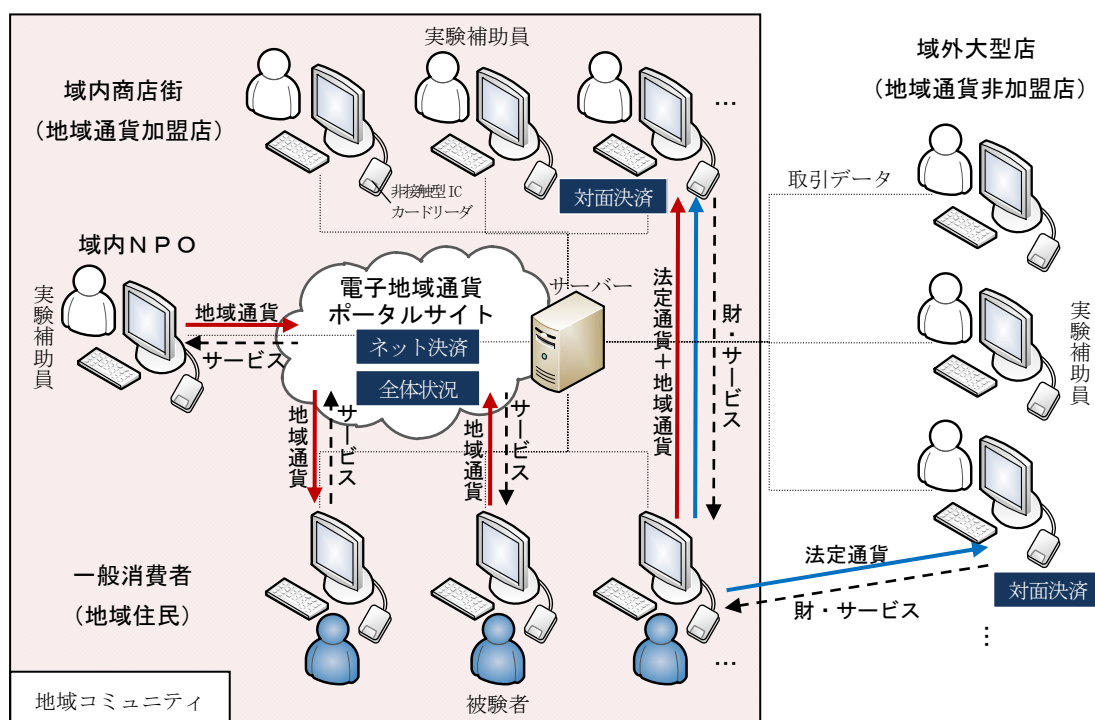 実験補助員
域外大型店
(地域通貨非加盟店)
域内商店街
(地域通貨加盟店)
…
非接触型 IC
カードリーダ
対面決済
取引データ
域内ＮＰＯ
実験補助員
地域通貨
サービス
電子地域通貨
ポータルサイト
サーバー
ネット決済
全体状況
法定通貨＋地域通貨
財・サービス
実験補助員
地域通貨
サービス
地域通貨
サービス
法定通貨
財・サービス
対面決済
…
一般消費者
(地域住民)
…
被験者
地域コミュニティ